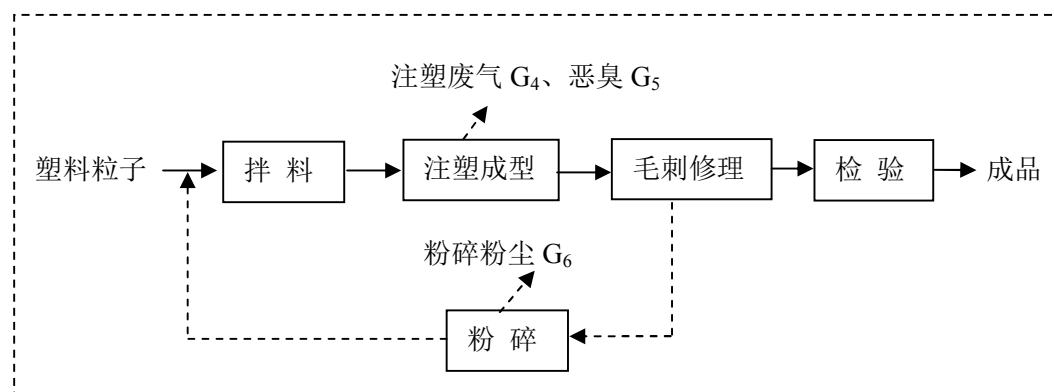 注塑废气 G₄、恶臭 G₅
塑料粒子
拌 料
注塑成型
毛刺修理
检 验
成品
粉碎粉尘 G₆
粉 碎